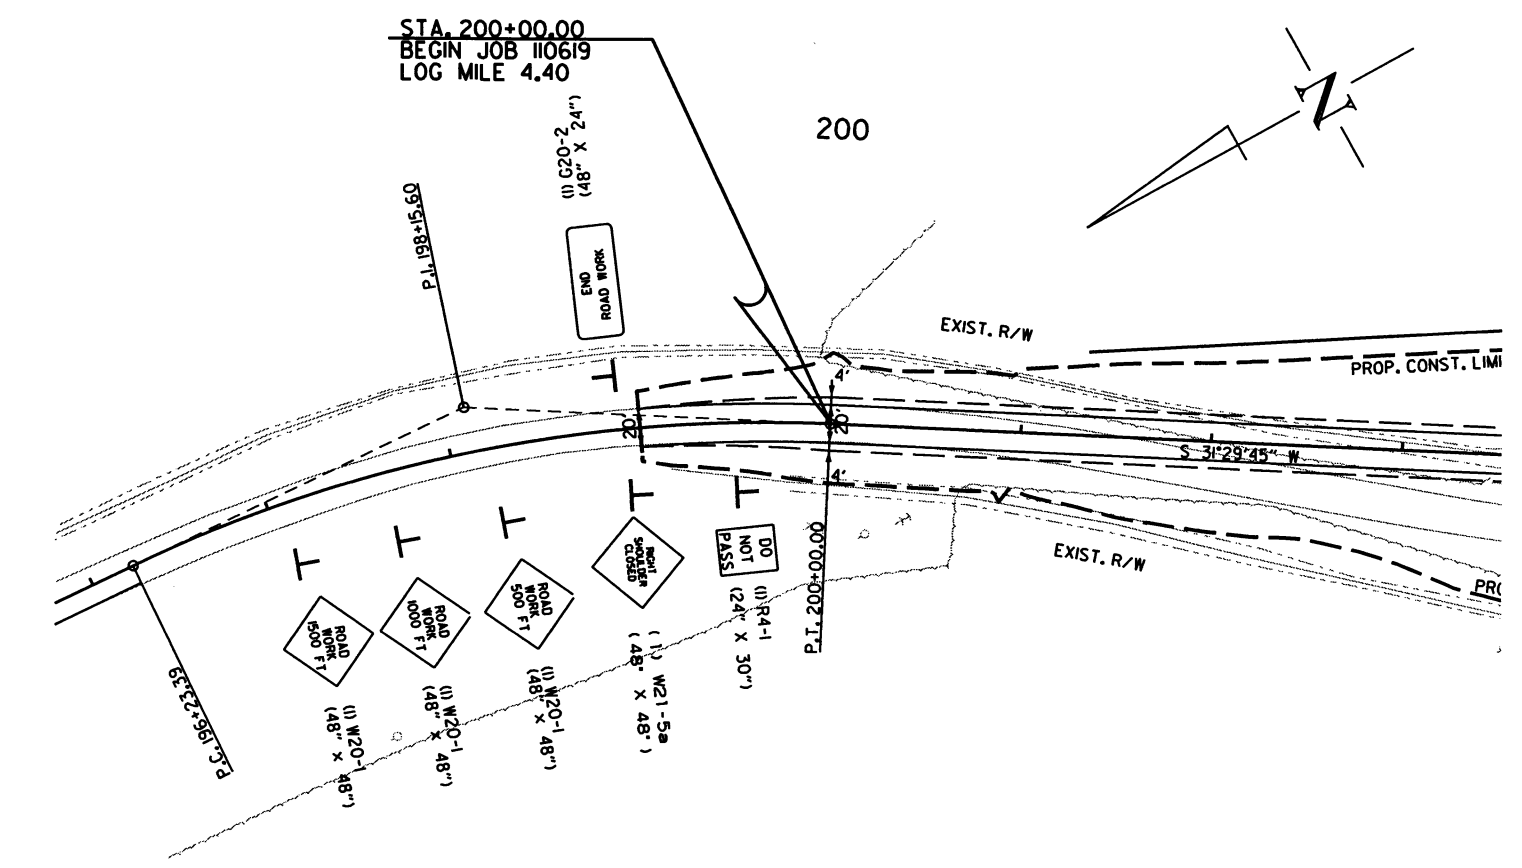 STA. 200+00.00
BEGIN JOB 110619
LOG MILE 4.40
N
200
(1) G20-2
(48" X 24")
END
ROAD WORK
P.I. 198+15.60
EXIST. R/W
PROP. CONST. LIMI
4'
20'
20'
S 31°29'45" W
4'
EXIST. R/W
PRO
DO
NOT
PASS
(1) R4-1
(24" X 30")
P.T. 200+00.00
RIGHT
SHOULDER
CLOSED
(1) W21-5a
(48" X 48")
ROAD
WORK
500 FT
(1) W20-1
(48" X 48")
ROAD
WORK
1000 FT
(1) W20-1
(48" X 48")
ROAD
WORK
1500 FT
(1) W20-1
(48" X 48")
P.C. 196+23.39